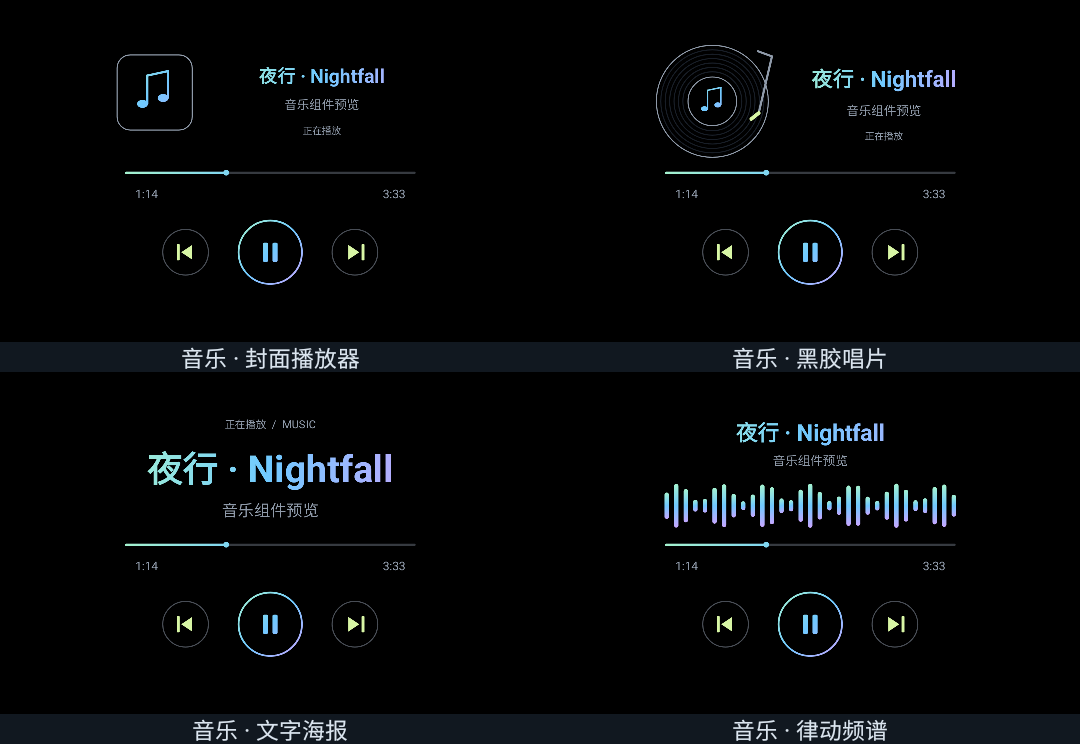 夜行 · Nightfall
音乐组件预览
正在播放
1:14
3:33
音乐 · 封面播放器
夜行 · Nightfall
音乐组件预览
正在播放
1:14
3:33
音乐 · 黑胶唱片
正在播放 / MUSIC
夜行 · Nightfall
音乐组件预览
1:14
3:33
音乐 · 文字海报
夜行 · Nightfall
音乐组件预览
1:14
3:33
音乐 · 律动频谱